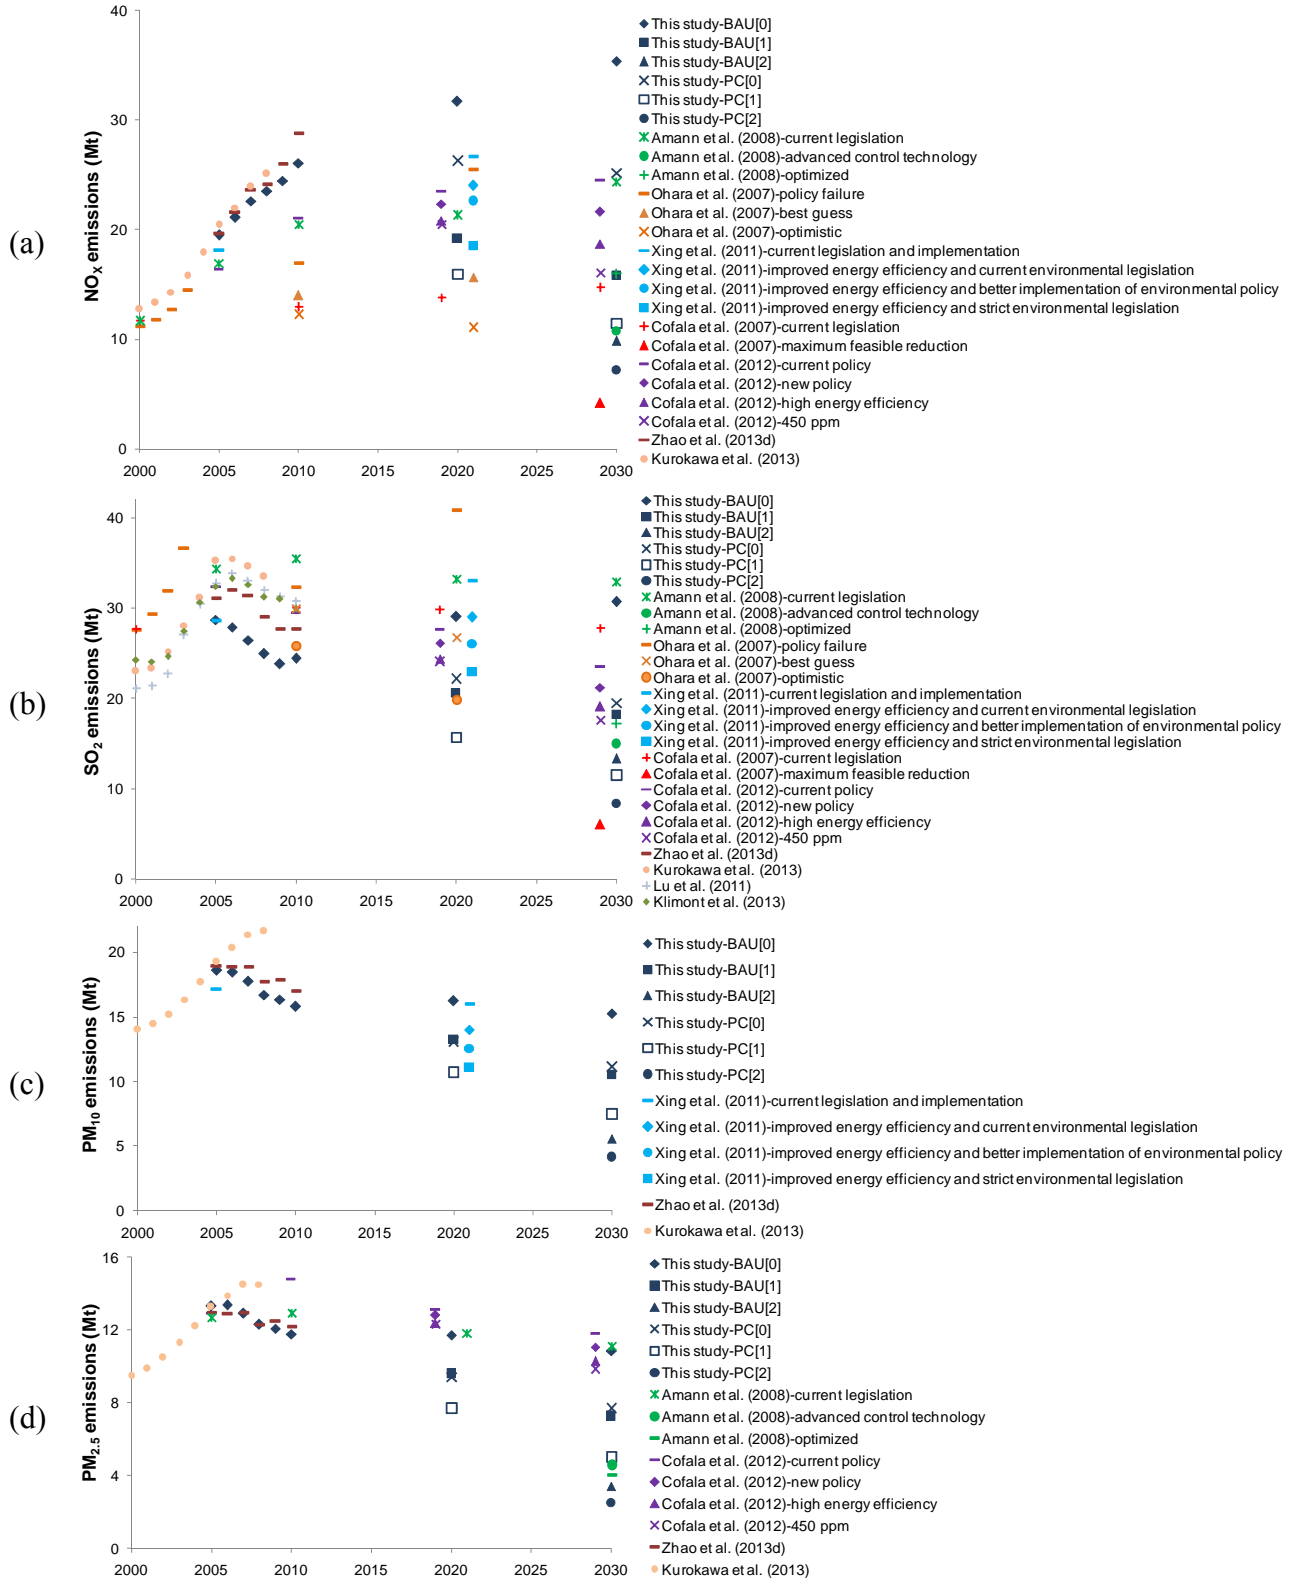 (a)
NOX emissions (Mt)
40
30
20
10
0
2000 2005 2010 2015 2020 2025 2030
This study-BAU[0]
This study-BAU[1]
This study-BAU[2]
This study-PC[0]
This study-PC[1]
This study-PC[2]
Amann et al. (2008)-current legislation
Amann et al. (2008)-advanced control technology
Amann et al. (2008)-optimized
Ohara et al. (2007)-policy failure
Ohara et al. (2007)-best guess
Ohara et al. (2007)-optimistic
Xing et al. (2011)-current legislation and implementation
Xing et al. (2011)-improved energy efficiency and current environmental legislation
Xing et al. (2011)-improved energy efficiency and better implementation of environmental policy
Xing et al. (2011)-improved energy efficiency and strict environmental legislation
Cofala et al. (2007)-current legislation
Cofala et al. (2007)-maximum feasible reduction
Cofala et al. (2012)-current policy
Cofala et al. (2012)-new policy
Cofala et al. (2012)-high energy efficiency
Cofala et al. (2012)-450 ppm
Zhao et al. (2013d)
Kurokawa et al. (2013)
(b)
SO2 emissions (Mt)
40
30
20
10
0
2000 2005 2010 2015 2020 2025 2030
This study-BAU[0]
This study-BAU[1]
This study-BAU[2]
This study-PC[0]
This study-PC[1]
This study-PC[2]
Amann et al. (2008)-current legislation
Amann et al. (2008)-advanced control technology
Amann et al. (2008)-optimized
Ohara et al. (2007)-policy failure
Ohara et al. (2007)-best guess
Ohara et al. (2007)-optimistic
Xing et al. (2011)-current legislation and implementation
Xing et al. (2011)-improved energy efficiency and current environmental legislation
Xing et al. (2011)-improved energy efficiency and better implementation of environmental policy
Xing et al. (2011)-improved energy efficiency and strict environmental legislation
Cofala et al. (2007)-current legislation
Cofala et al. (2007)-maximum feasible reduction
Cofala et al. (2012)-current policy
Cofala et al. (2012)-new policy
Cofala et al. (2012)-high energy efficiency
Cofala et al. (2012)-450 ppm
Zhao et al. (2013d)
Kurokawa et al. (2013)
Lu et al. (2011)
Klimont et al. (2013)
(c)
PM10 emissions (Mt)
20
15
10
5
0
2000 2005 2010 2015 2020 2025 2030
This study-BAU[0]
This study-BAU[1]
This study-BAU[2]
This study-PC[0]
This study-PC[1]
This study-PC[2]
Xing et al. (2011)-current legislation and implementation
Xing et al. (2011)-improved energy efficiency and current environmental legislation
Xing et al. (2011)-improved energy efficiency and better implementation of environmental policy
Xing et al. (2011)-improved energy efficiency and strict environmental legislation
Zhao et al. (2013d)
Kurokawa et al. (2013)
(d)
PM2.5 emissions (Mt)
16
12
8
4
0
2000 2005 2010 2015 2020 2025 2030
This study-BAU[0]
This study-BAU[1]
This study-BAU[2]
This study-PC[0]
This study-PC[1]
This study-PC[2]
Amann et al. (2008)-current legislation
Amann et al. (2008)-advanced control technology
Amann et al. (2008)-optimized
Cofala et al. (2012)-current policy
Cofala et al. (2012)-new policy
Cofala et al. (2012)-high energy efficiency
Cofala et al. (2012)-450 ppm
Zhao et al. (2013d)
Kurokawa et al. (2013)